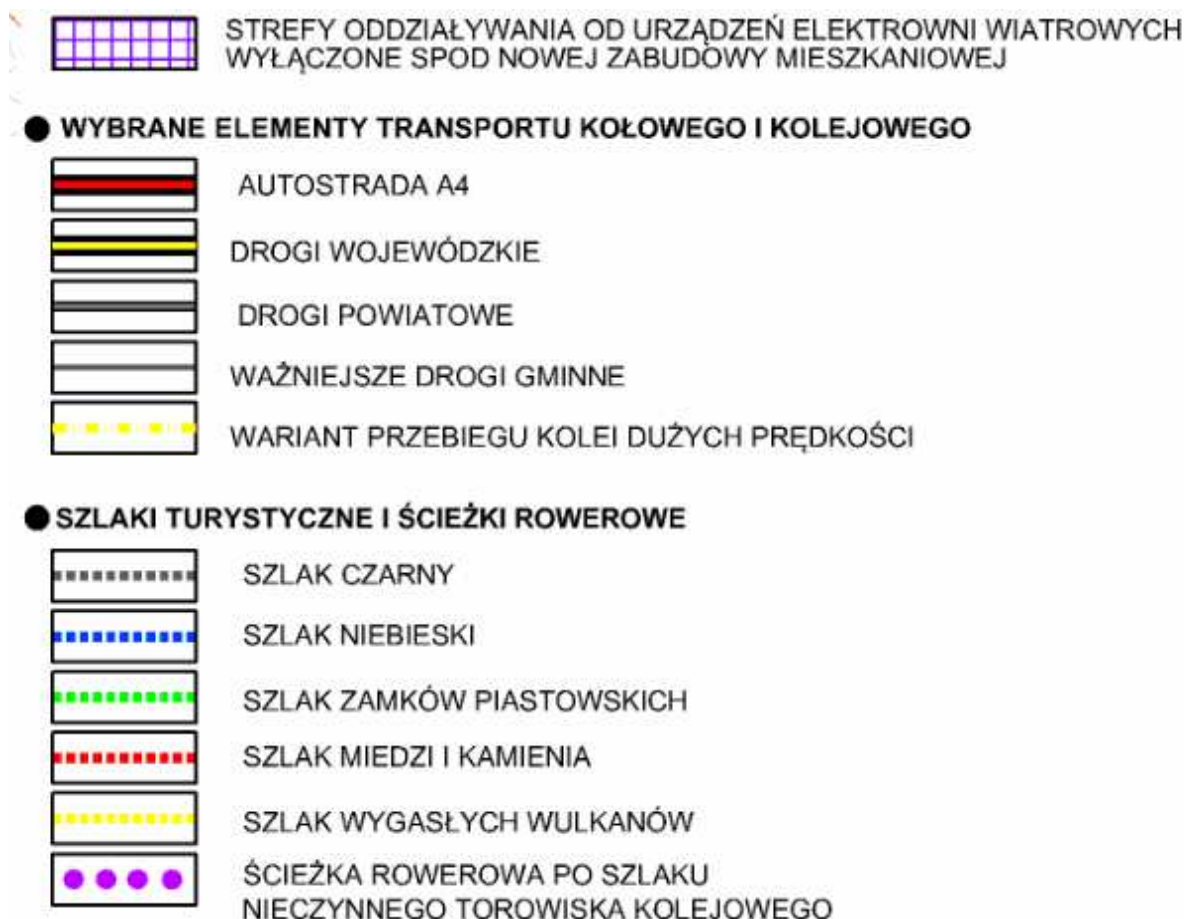 STREFY ODDZIAŁYWANIA OD URZĄDZEŃ ELEKTROWNI WIATROWYCH
WYŁĄCZONE SPOD NOWEJ ZABUDOWY MIESZKANIOWEJ
● WYBRANE ELEMENTY TRANSPORTU KOŁOWEGO I KOLEJOWEGO
AUTOSTRADA A4
DROGI WOJEWÓDZKIE
DROGI POWIATOWE
WAŻNIEJSZE DROGI GMINNE
WARIANT PRZEBIEGU KOLEI DUŻYCH PRĘDKOŚCI
● SZLAKI TURYSTYCZNE I ŚCIEŻKI ROWEROWE
SZLAK CZARNY
SZLAK NIEBIESKI
SZLAK ZAMKÓW PIASTOWSKICH
SZLAK MIEDZI I KAMIENIA
SZLAK WYGASŁYCH WULKANÓW
ŚCIEŻKA ROWEROWA PO SZLAKU
NIECZYNNEGO TOROWISKA KOLEJOWEGO